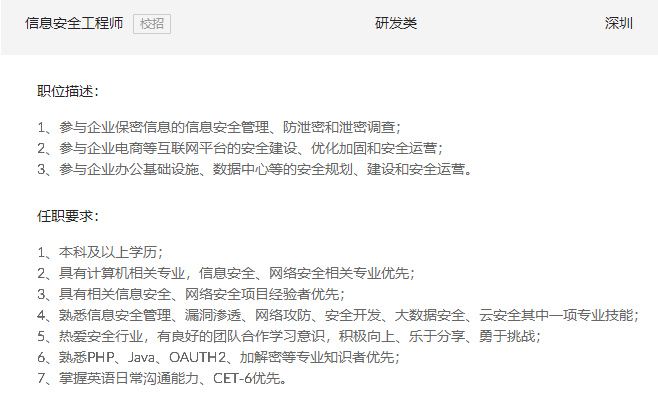 信息安全工程师 校招 研发类 深圳
职位描述：
1、参与企业保密信息的信息安全管理、防泄密和泄密调查；
2、参与企业电商等互联网平台的安全建设、优化加固和安全运营；
3、参与企业办公基础设施、数据中心等的安全规划、建设和安全运营。
任职要求：
1、本科及以上学历；
2、具有计算机相关专业，信息安全、网络安全相关专业优先；
3、具有相关信息安全、网络安全项目经验者优先；
4、熟悉信息安全管理、漏洞渗透、网络攻防、安全开发、大数据安全、云安全其中一项专业技能；
5、热爱安全行业，有良好的团队合作学习意识，积极向上、乐于分享、勇于挑战；
6、熟悉PHP、Java、OAUTH2、加解密等专业知识者优先；
7、掌握英语日常沟通能力、CET-6优先。